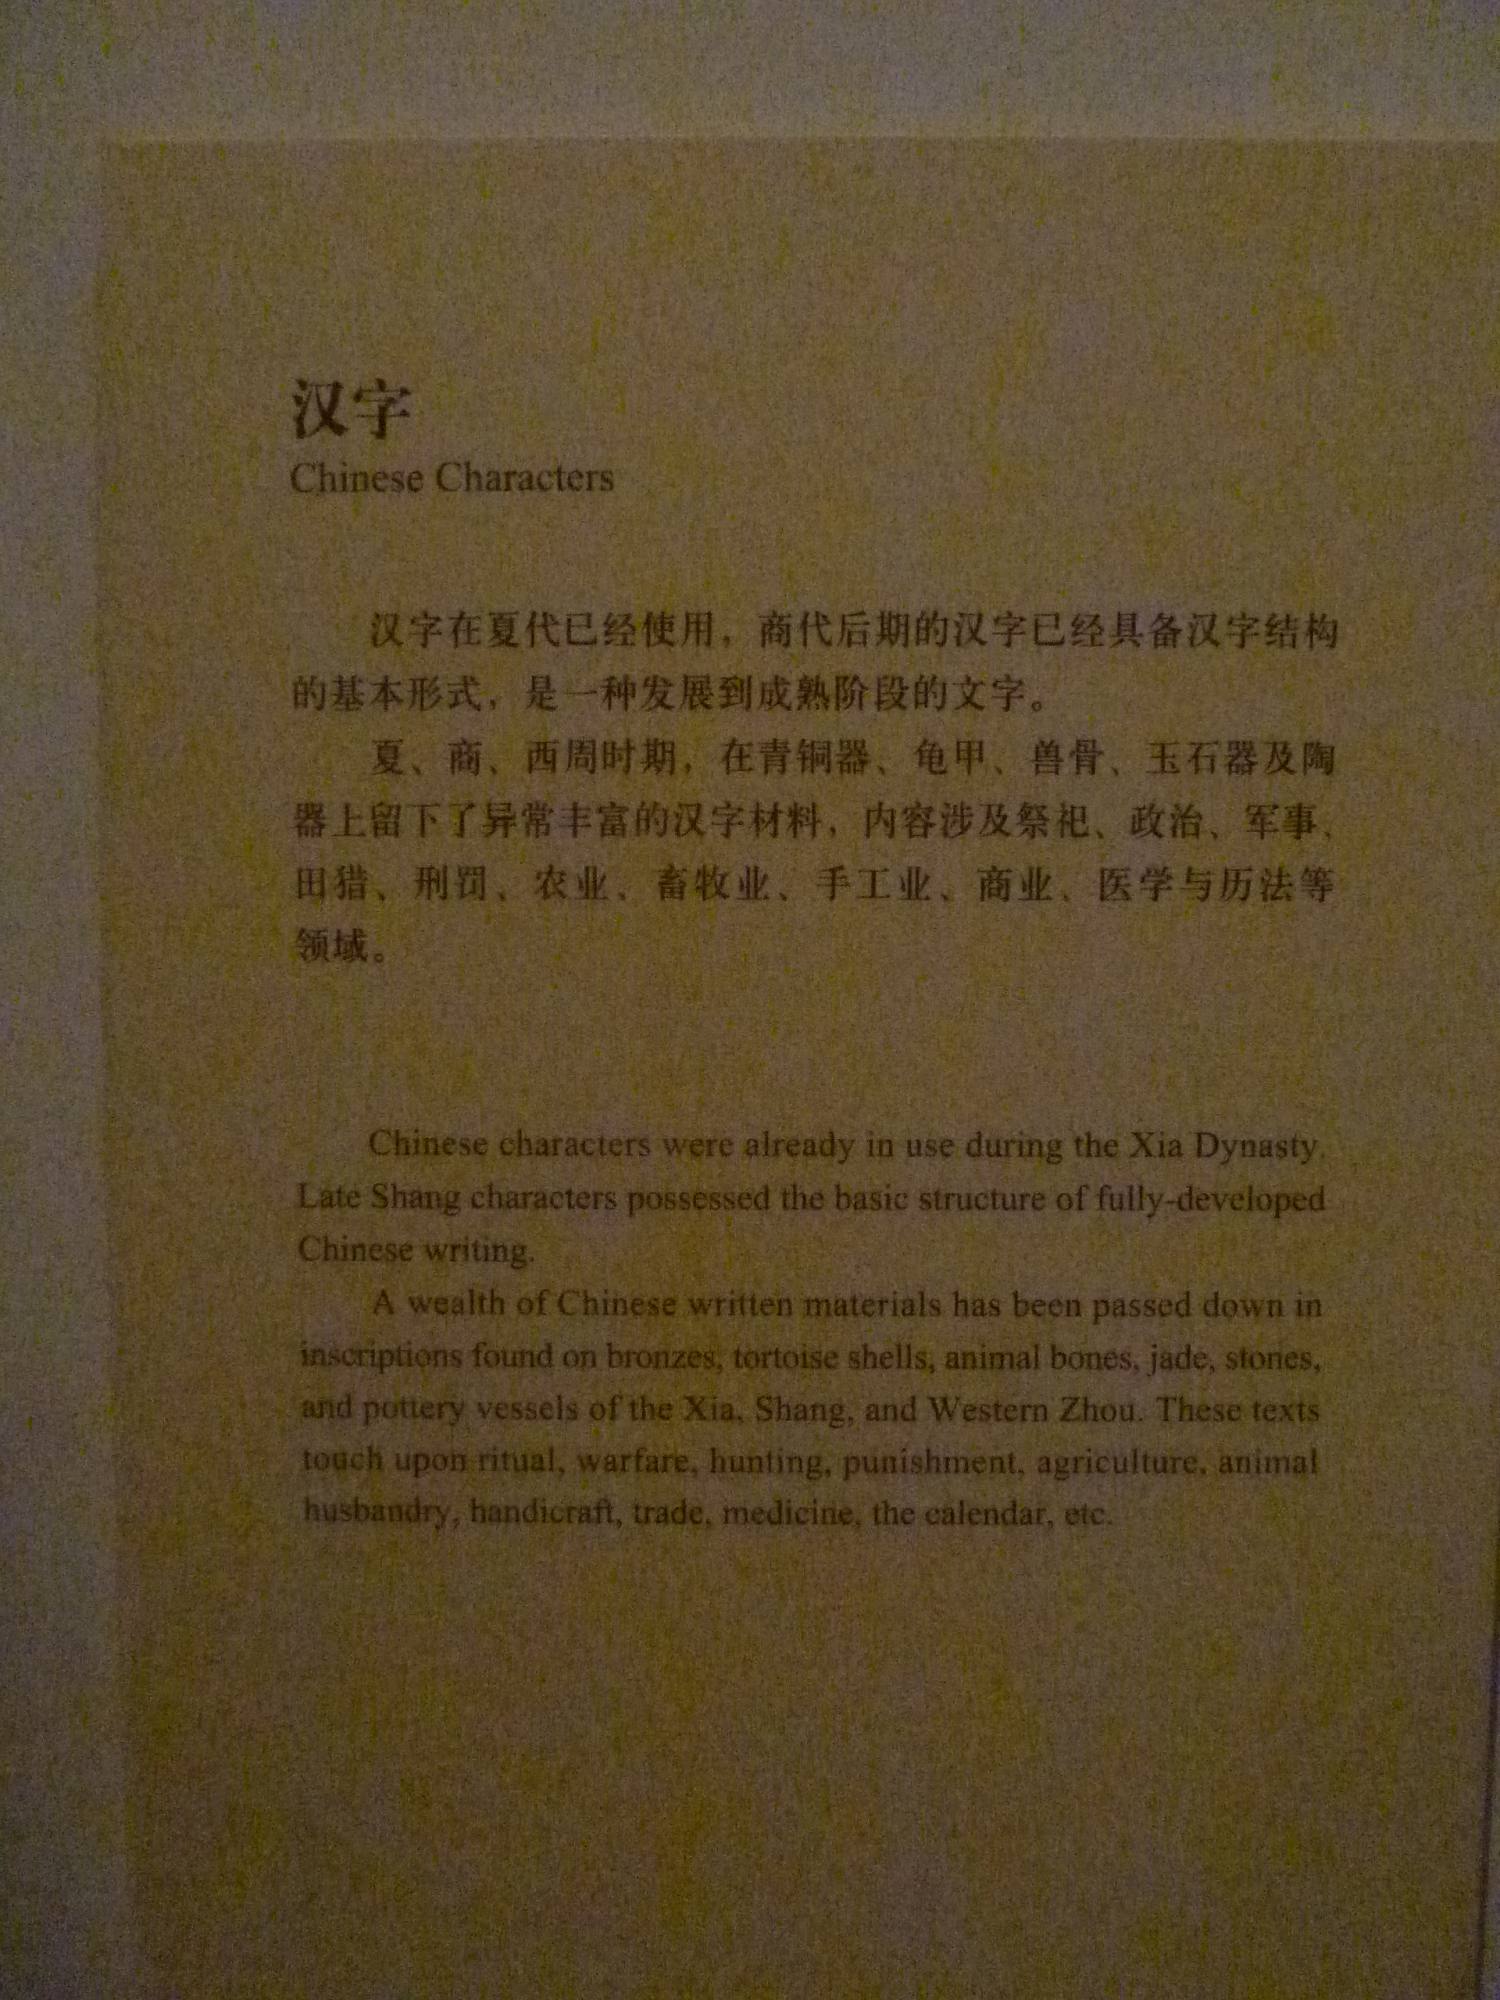 汉字
Chinese Characters
汉字在夏代已经使用，商代后期的汉字已经具备汉字结构
的基本形式，是一种发展到成熟阶段的文字。
夏、商、西周时期，在青铜器、龟甲、兽骨、玉石器及陶
器上留下了异常丰富的汉字材料，内容涉及祭祀、政治、军事、
田猎、刑罚、农业、畜牧业、手工业、商业、医学与历法等
领域。
Chinese characters were already in use during the Xia Dynasty.
Late Shang characters possessed the basic structure of fully-developed
Chinese writing.
A wealth of Chinese written materials has been passed down in
inscriptions found on bronzes, tortoise shells, animal bones, jade, stones,
and pottery vessels of the Xia, Shang, and Western Zhou. These texts
touch upon ritual, warfare, hunting, punishment, agriculture, animal
husbandry, handicraft, trade, medicine, the calendar, etc.